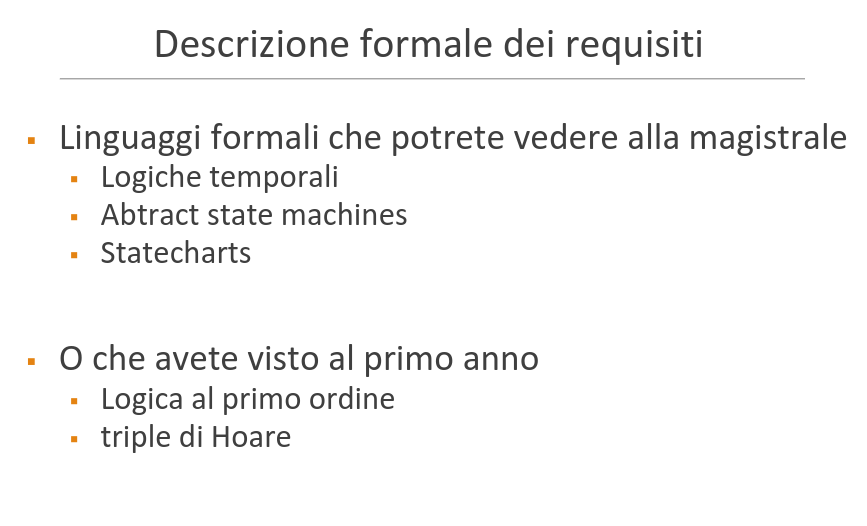 Descrizione formale dei requisiti
▪ Linguaggi formali che potrete vedere alla magistrale
▪ Logiche temporali
▪ Abtract state machines
▪ Statecharts
▪ O che avete visto al primo anno
▪ Logica al primo ordine
▪ triple di Hoare